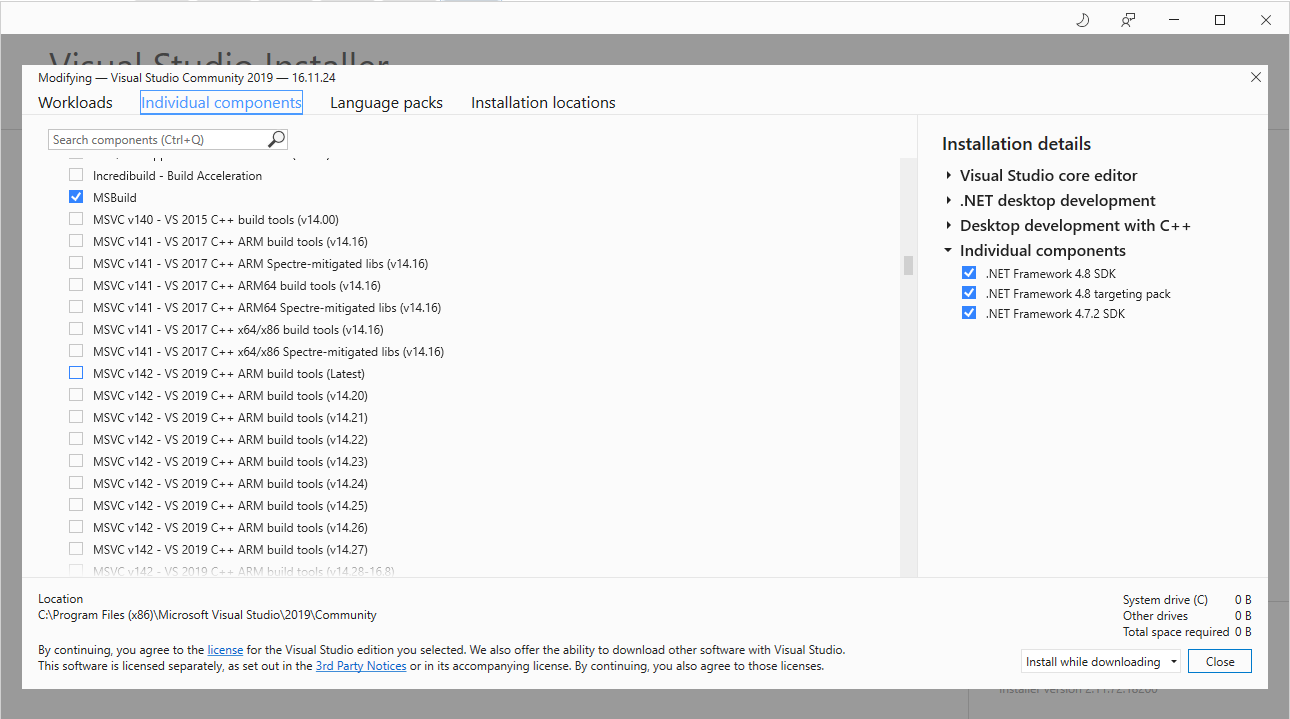 Visual Studio Installer
Modifying — Visual Studio Community 2019 — 16.11.24
Workloads
Individual components
Language packs
Installation locations
Search components (Ctrl+Q)
Incredibuild - Build Acceleration
MSBuild
MSVC v140 - VS 2015 C++ build tools (v14.00)
MSVC v141 - VS 2017 C++ ARM build tools (v14.16)
MSVC v141 - VS 2017 C++ ARM Spectre-mitigated libs (v14.16)
MSVC v141 - VS 2017 C++ ARM64 build tools (v14.16)
MSVC v141 - VS 2017 C++ ARM64 Spectre-mitigated libs (v14.16)
MSVC v141 - VS 2017 C++ x64/x86 build tools (v14.16)
MSVC v141 - VS 2017 C++ x64/x86 Spectre-mitigated libs (v14.16)
MSVC v142 - VS 2019 C++ ARM build tools (Latest)
MSVC v142 - VS 2019 C++ ARM build tools (v14.20)
MSVC v142 - VS 2019 C++ ARM build tools (v14.21)
MSVC v142 - VS 2019 C++ ARM build tools (v14.22)
MSVC v142 - VS 2019 C++ ARM build tools (v14.23)
MSVC v142 - VS 2019 C++ ARM build tools (v14.24)
MSVC v142 - VS 2019 C++ ARM build tools (v14.25)
MSVC v142 - VS 2019 C++ ARM build tools (v14.26)
MSVC v142 - VS 2019 C++ ARM build tools (v14.27)
MSVC v142 - VS 2019 C++ ARM build tools (v14.28-16.8)
Installation details
Visual Studio core editor
.NET desktop development
Desktop development with C++
Individual components
.NET Framework 4.8 SDK
.NET Framework 4.8 targeting pack
.NET Framework 4.7.2 SDK
Location
C:\Program Files (x86)\Microsoft Visual Studio\2019\Community
By continuing, you agree to the license for the Visual Studio edition you selected. We also offer the ability to download other software with Visual Studio.
This software is licensed separately, as set out in the 3rd Party Notices or in its accompanying license. By continuing, you also agree to those licenses.
System drive (C) 0 B
Other drives 0 B
Total space required 0 B
Install while downloading
Close
Installer version